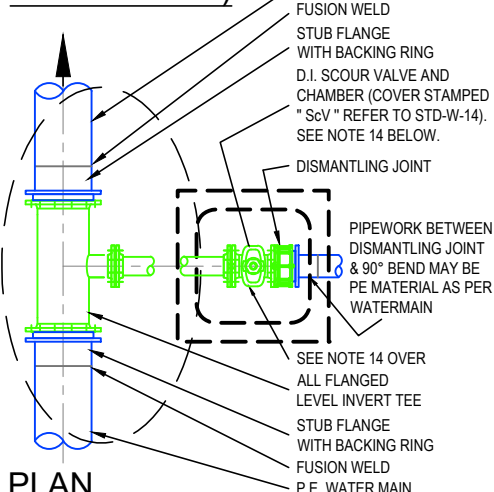 FUSION WELD
STUB FLANGE
WITH BACKING RING
D.I. SCOUR VALVE AND
CHAMBER (COVER STAMPED
" ScV " REFER TO STD-W-14).
SEE NOTE 14 BELOW.
DISMANTLING JOINT
PIPEWORK BETWEEN
DISMANTLING JOINT
& 90° BEND MAY BE
PE MATERIAL AS PER
WATERMAIN
SEE NOTE 14 OVER
ALL FLANGED
LEVEL INVERT TEE
STUB FLANGE
WITH BACKING RING
FUSION WELD
P.E. WATER MAIN
PLAN